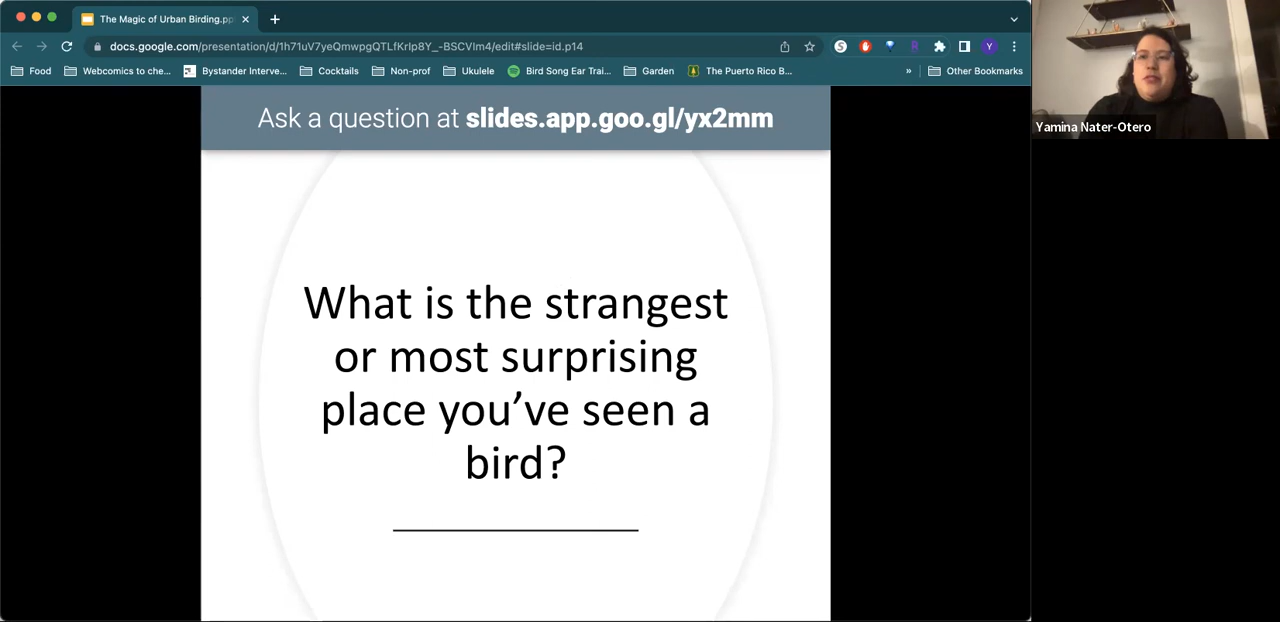 The Magic of Urban Birding.pp
docs.google.com/presentation/d/1h71uV7yeQmwpgQTLfKrIp8Y_-BSCVlm4/edit#slide=id.p14
Food
Webcomics to che...
Bystander Interve...
Cocktails
Non-prof
Ukulele
Bird Song Ear Trai...
Garden
The Puerto Rico B...
»
Other Bookmarks
S
R
Y
Ask a question at slides.app.goo.gl/yx2mm
What is the strangest
or most surprising
place you’ve seen a
bird?
Yamina Nater-Otero